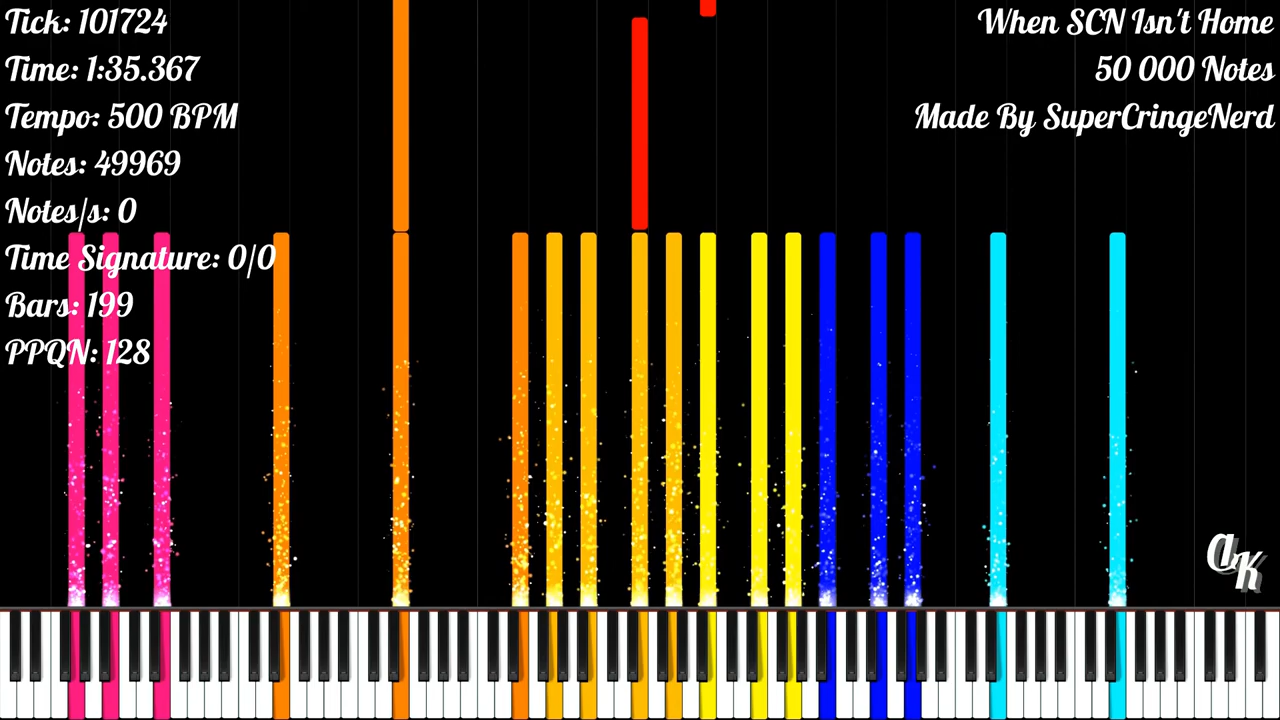 Tick: 101724
Time: 1:35.367
Tempo: 500 BPM
Notes: 49969
Notes/s: 0
Time Signature: 0/0
Bars: 199
PPQN: 128
When SCN Isn't Home
50 000 Notes
Made By SuperCringeNerd
aK